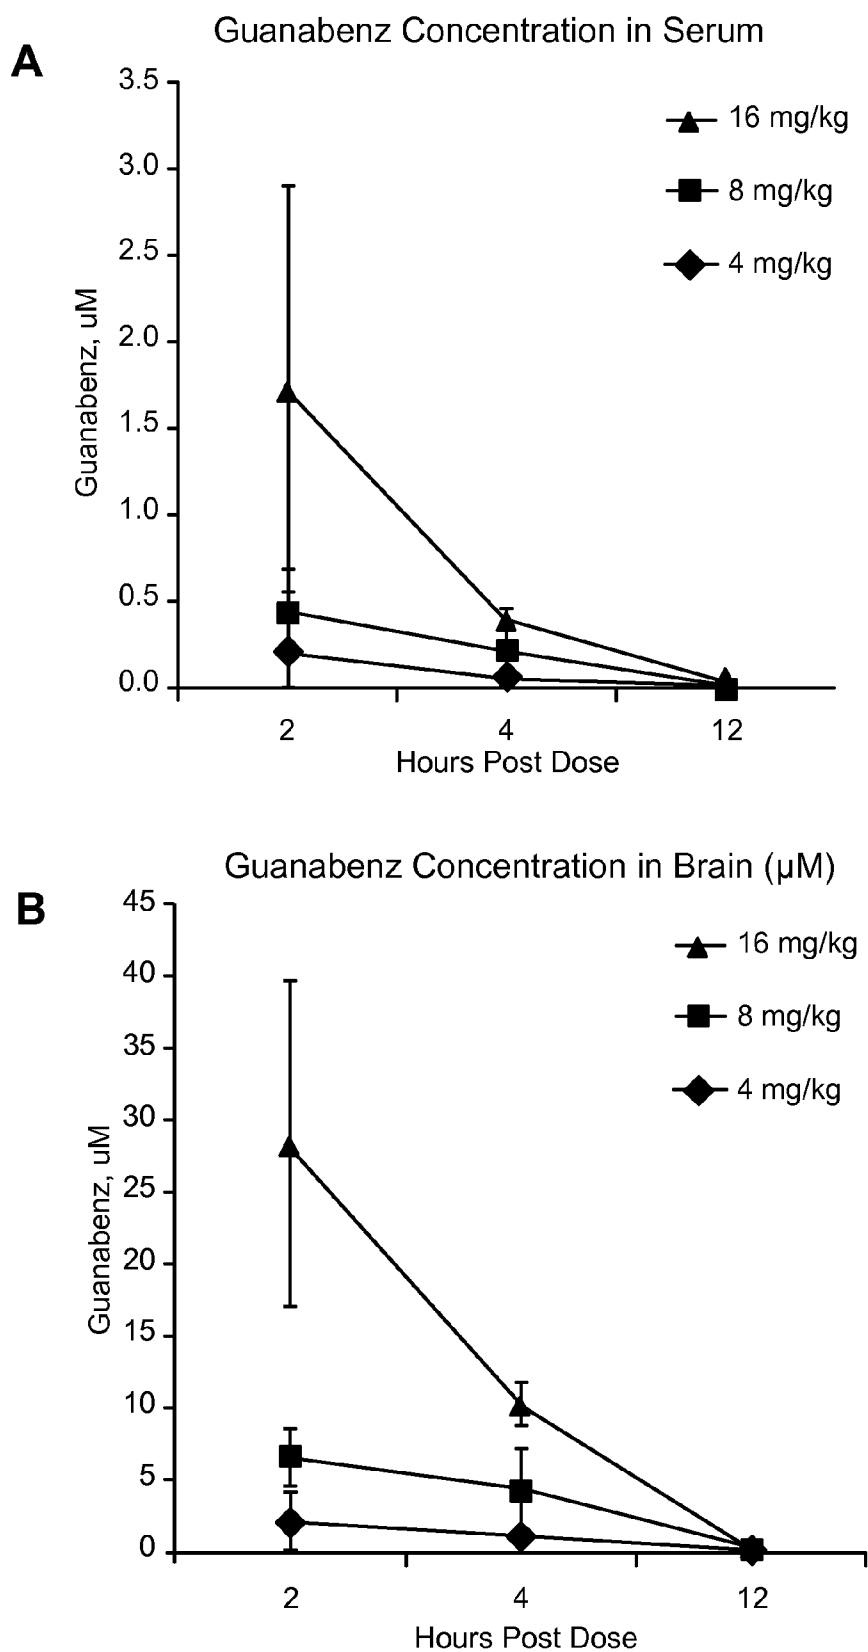 Guanabenz Concentration in Serum
A
3.5
3.0
2.5
2.0
1.5
1.0
0.5
0.0
Guanabenz, uM
16 mg/kg
8 mg/kg
4 mg/kg
2 4 12
Hours Post Dose
Guanabenz Concentration in Brain (µM)
B
45
40
35
30
25
20
15
10
5
0
Guanabenz, uM
16 mg/kg
8 mg/kg
4 mg/kg
2 4 12
Hours Post Dose